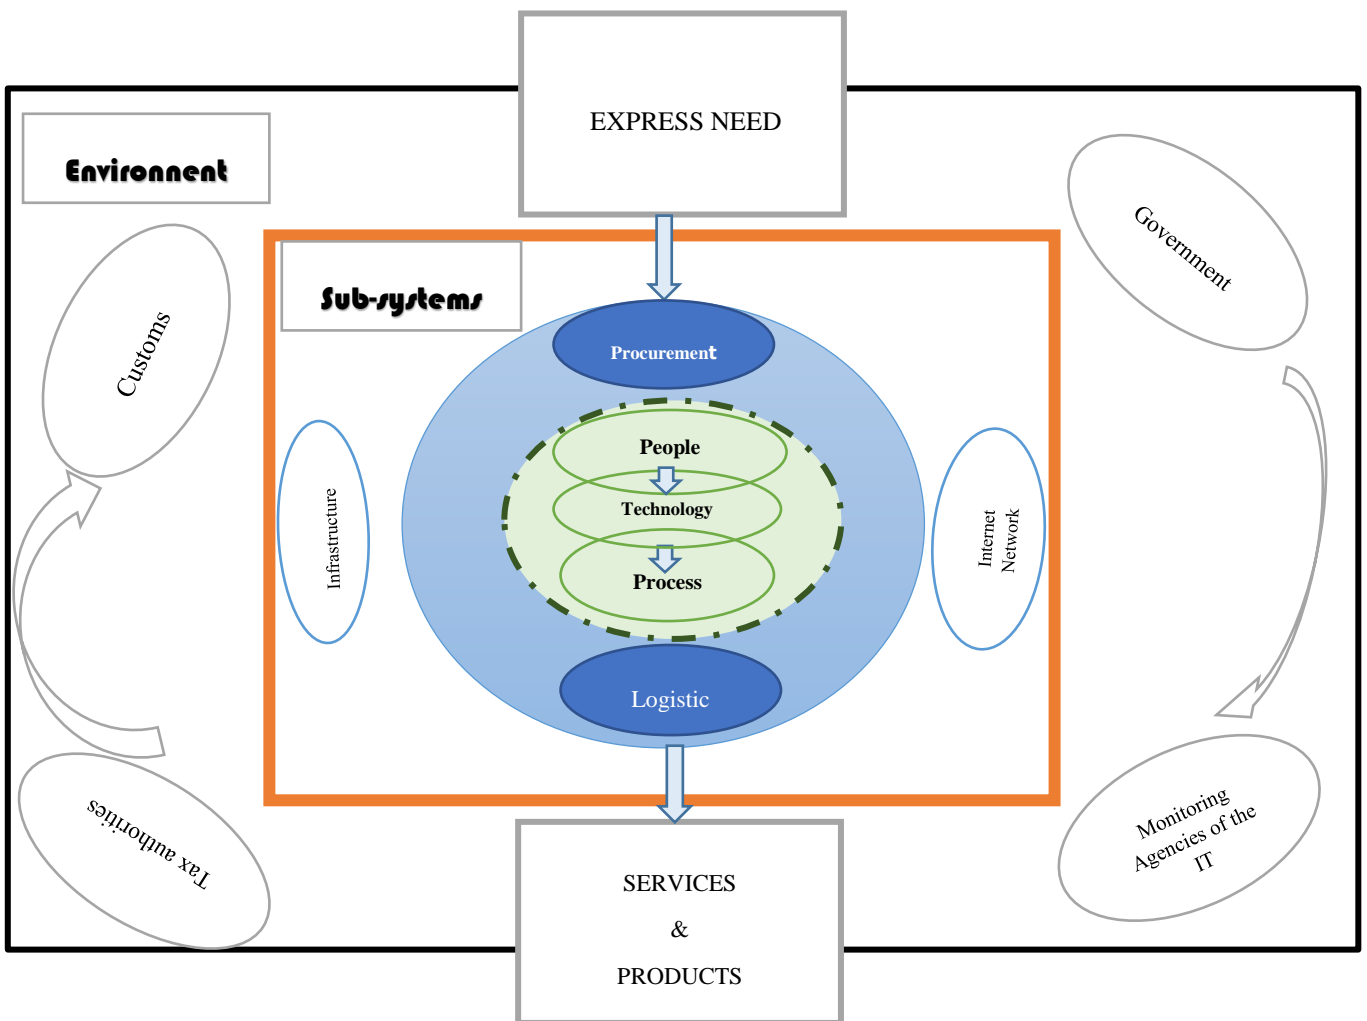 EXPRESS NEED
Environnent
Government
Sub-systems
Customs
Procurement
People
Technology
Process
Infrastructure
Internet
Network
Logistic
Tax authorities
Monitoring
Agencies of the
IT
SERVICES
&
PRODUCTS